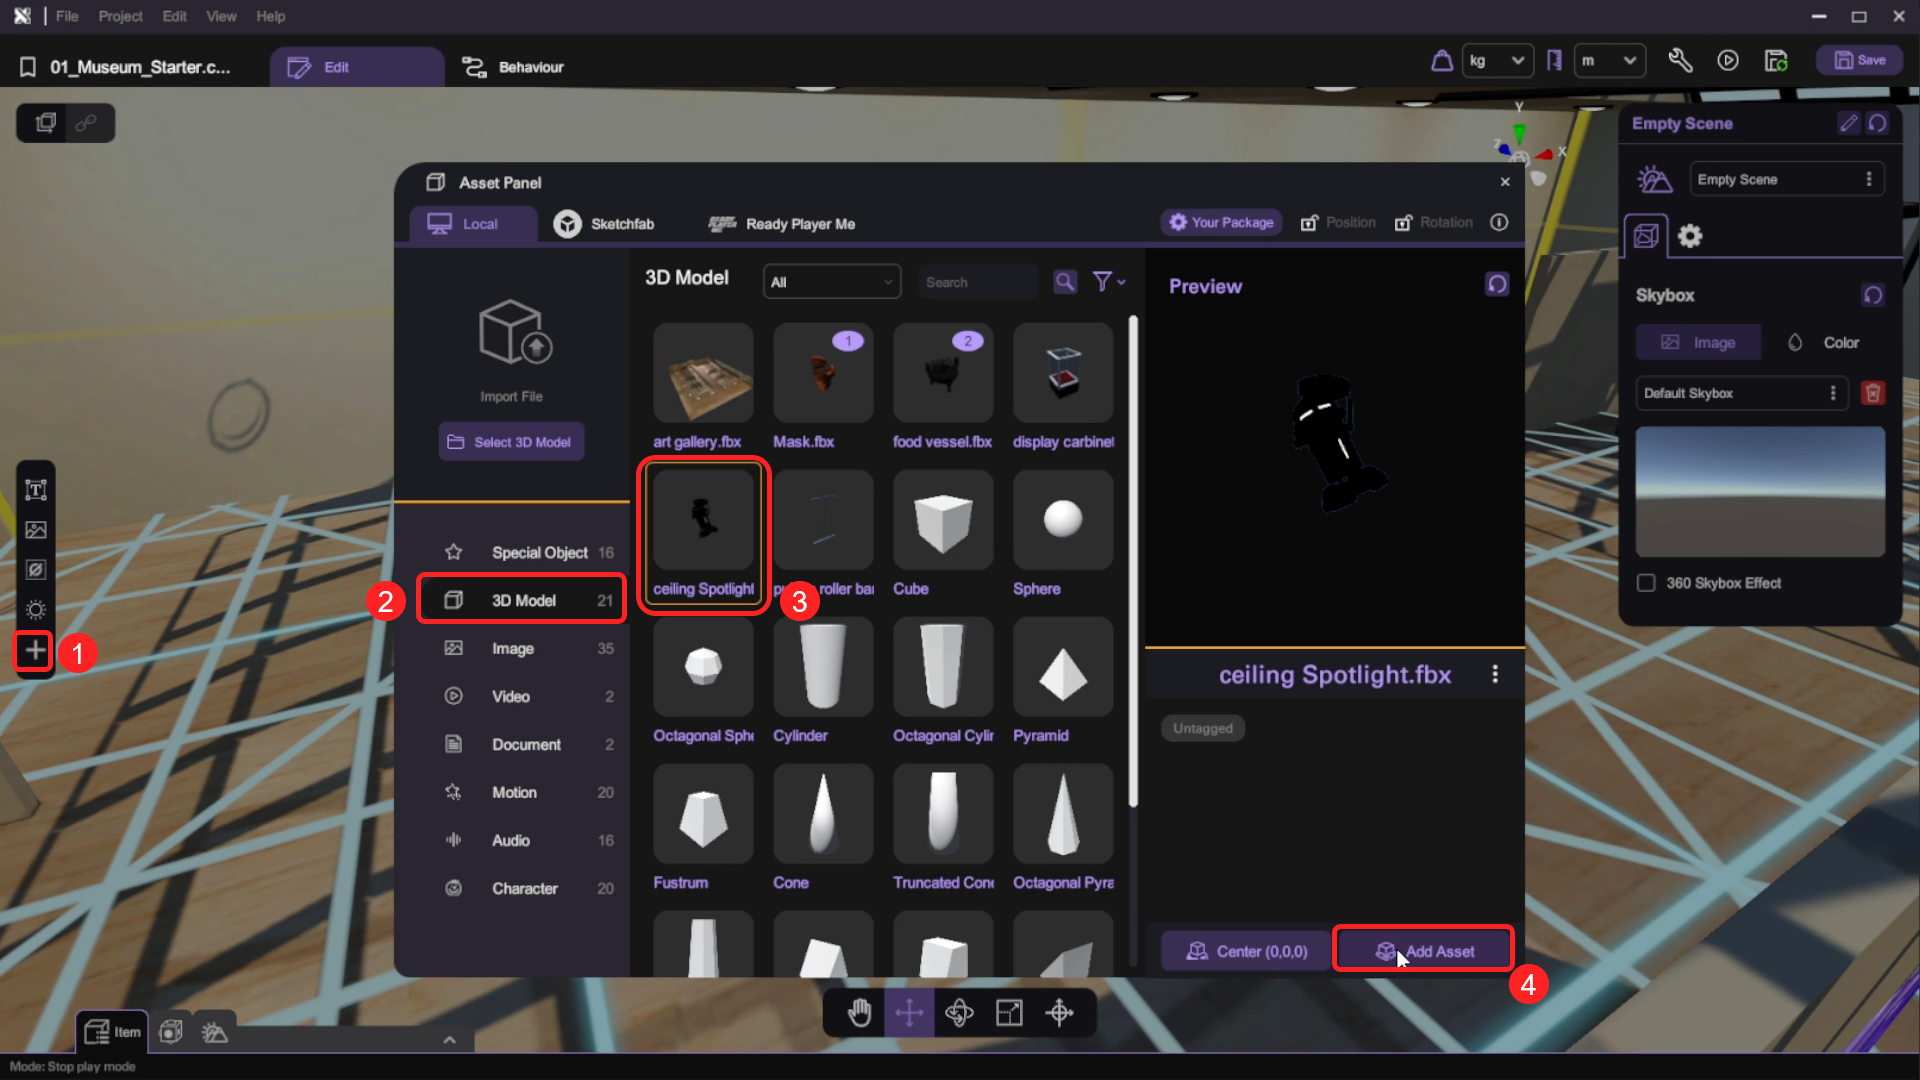 File Project Edit View Help
01_Museum_Starter.c... Edit Behaviour kg m Save
Y
Z X
Empty Scene
Empty Scene
Skybox
Image Color
Default Skybox
360 Skybox Effect
Asset Panel
Local Sketchfab READY PLAYER ME Ready Player Me Your Package Position Rotation
Import File
Select 3D Model
Special Object 16
2 3D Model 21
1
Image 35
Video 2
Document 2
Motion 20
Audio 16
Character 20
3D Model All Search
1 2
art gallery.fbx Mask.fbx food vessel.fbx display carbinet
ceiling Spotlight roller bar Cube Sphere
3
Octagonal Sphe Cylinder Octagonal Cylin Pyramid
Fustrum Cone Truncated Cone Octagonal Pyra
Preview
ceiling Spotlight.fbx
Untagged
Center (0,0,0) Add Asset
4
Item
Mode: Stop play mode